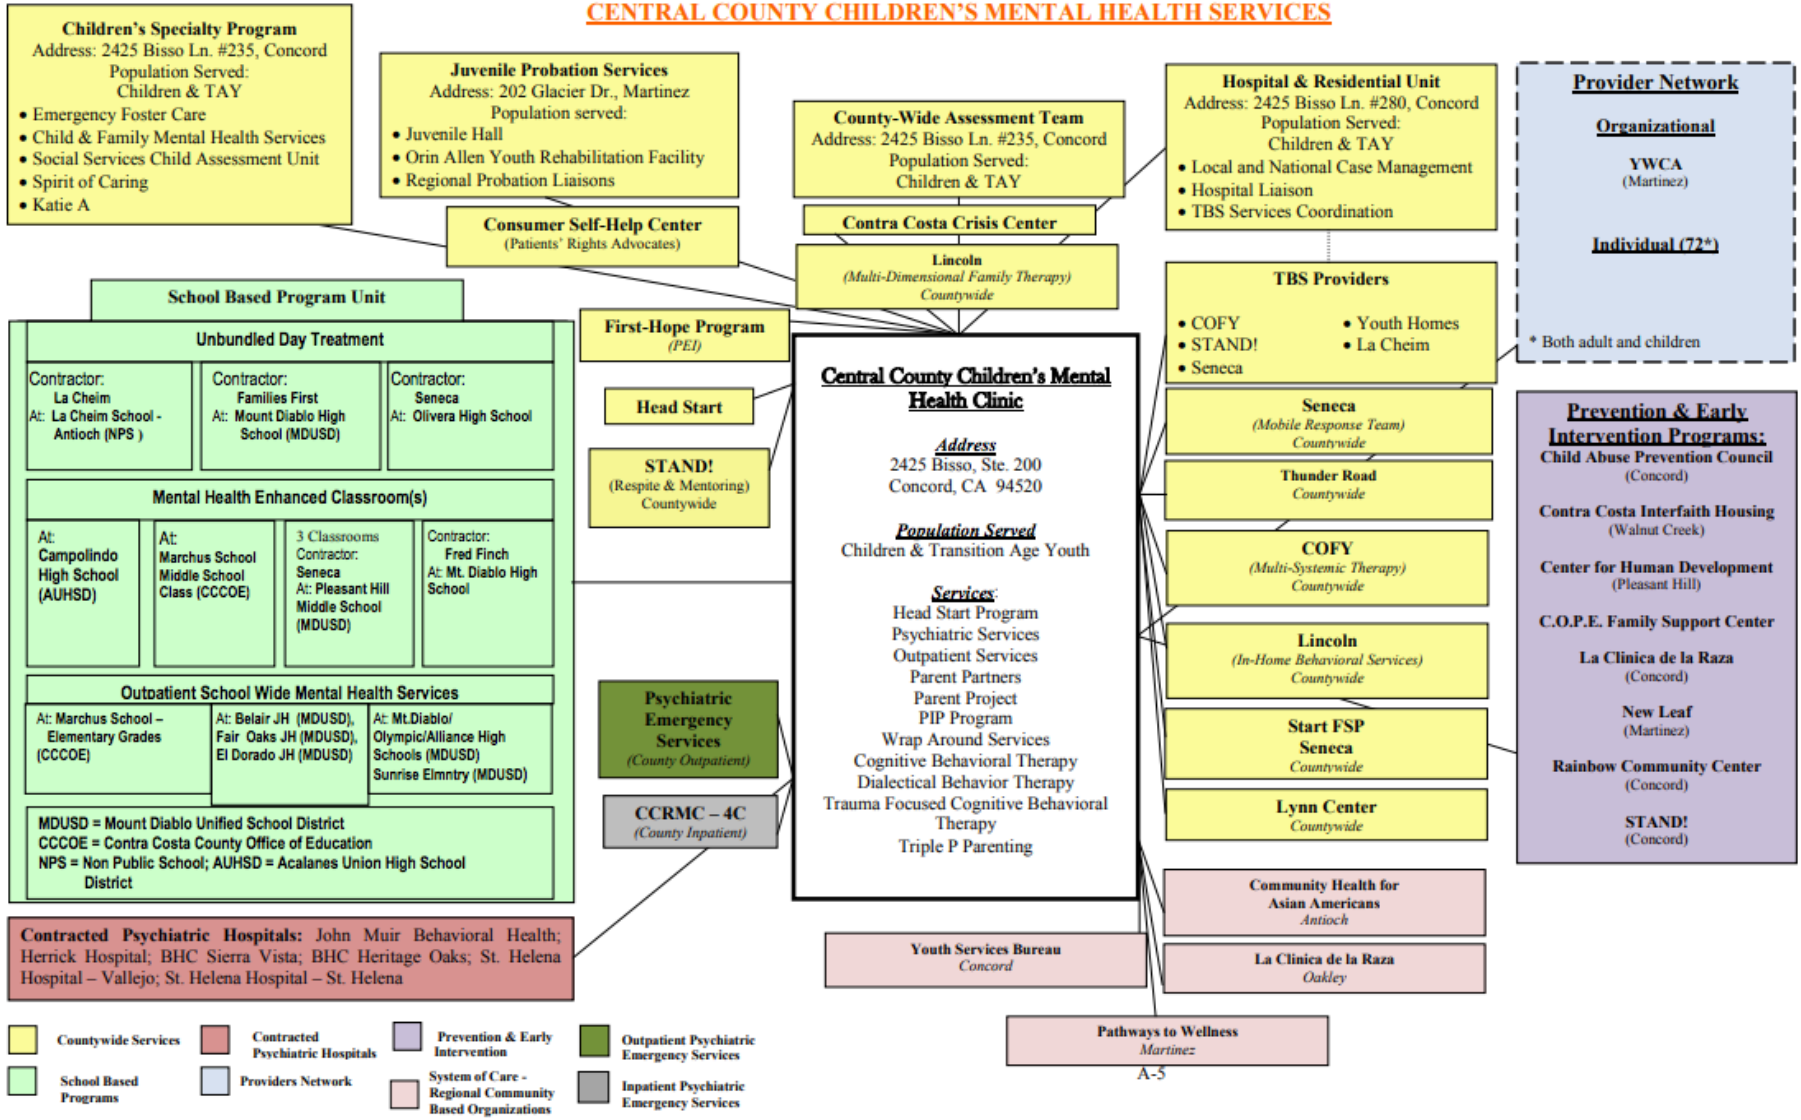 CENTRAL COUNTY CHILDREN'S MENTAL HEALTH SERVICES
Children's Specialty Program
Address: 2425 Bisso Ln. #235, Concord
Population Served:
Children & TAY
• Emergency Foster Care
• Child & Family Mental Health Services
• Social Services Child Assessment Unit
• Spirit of Caring
• Katie A
Juvenile Probation Services
Address: 202 Glacier Dr., Martinez
Population served:
• Juvenile Hall
• Orin Allen Youth Rehabilitation Facility
• Regional Probation Liaisons
County-Wide Assessment Team
Address: 2425 Bisso Ln. #235, Concord
Population Served:
Children & TAY
Hospital & Residential Unit
Address: 2425 Bisso Ln. #280, Concord
Population Served:
Children & TAY
• Local and National Case Management
• Hospital Liaison
• TBS Services Coordination
Provider Network
Organizational
YWCA
(Martinez)
Individual (72*)
* Both adult and children
Consumer Self-Help Center
(Patients' Rights Advocates)
Contra Costa Crisis Center
Lincoln
(Multi-Dimensional Family Therapy)
Countywide
TBS Providers
• COFY
• STAND!
• Seneca
• Youth Homes
• La Cheim
School Based Program Unit
Unbundled Day Treatment
Contractor:
La Cheim
At: La Cheim School -
Antioch (NPS )
Contractor:
Families First
At: Mount Diablo High
School (MDUSD)
Contractor:
Seneca
At: Olivera High School
Mental Health Enhanced Classroom(s)
At:
Campolindo
High School
(AUHSD)
At:
Marchus School
Middle School
Class (CCCOE)
3 Classrooms
Contractor:
Seneca
At: Pleasant Hill
Middle School
(MDUSD)
Contractor:
Fred Finch
At: Mt. Diablo High
School
Outpatient School Wide Mental Health Services
At: Marchus School –
Elementary Grades
(CCCOE)
At: Belair JH (MDUSD),
Fair Oaks JH (MDUSD),
El Dorado JH (MDUSD)
At: Mt.Diablo/
Olympic/Alliance High
Schools (MDUSD)
Sunrise Elmntry (MDUSD)
MDUSD = Mount Diablo Unified School District
CCCOE = Contra Costa County Office of Education
NPS = Non Public School; AUHSD = Acalanes Union High School
District
First-Hope Program
(PEI)
Head Start
STAND!
(Respite & Mentoring)
Countywide
Psychiatric
Emergency
Services
(County Outpatient)
CCRMC – 4C
(County Inpatient)
Central County Children's Mental
Health Clinic
Address
2425 Bisso, Ste. 200
Concord, CA 94520
Population Served
Children & Transition Age Youth
Services:
Head Start Program
Psychiatric Services
Outpatient Services
Parent Partners
Parent Project
PIP Program
Wrap Around Services
Cognitive Behavioral Therapy
Dialectical Behavior Therapy
Trauma Focused Cognitive Behavioral
Therapy
Triple P Parenting
Seneca
(Mobile Response Team)
Countywide
Thunder Road
Countywide
COFY
(Multi-Systemic Therapy)
Countywide
Lincoln
(In-Home Behavioral Services)
Countywide
Start FSP
Seneca
Countywide
Lynn Center
Countywide
Prevention & Early
Intervention Programs:
Child Abuse Prevention Council
(Concord)
Contra Costa Interfaith Housing
(Walnut Creek)
Center for Human Development
(Pleasant Hill)
C.O.P.E. Family Support Center
La Clinica de la Raza
(Concord)
New Leaf
(Martinez)
Rainbow Community Center
(Concord)
STAND!
(Concord)
Community Health for
Asian Americans
Antioch
La Clinica de la Raza
Oakley
Youth Services Bureau
Concord
Pathways to Wellness
Martinez
Contracted Psychiatric Hospitals: John Muir Behavioral Health;
Herrick Hospital; BHC Sierra Vista; BHC Heritage Oaks; St. Helena
Hospital – Vallejo; St. Helena Hospital – St. Helena
Countywide Services
Contracted
Psychiatric Hospitals
Prevention & Early
Intervention
Outpatient Psychiatric
Emergency Services
School Based
Programs
Providers Network
System of Care -
Regional Community
Based Organizations
Inpatient Psychiatric
Emergency Services
A-5